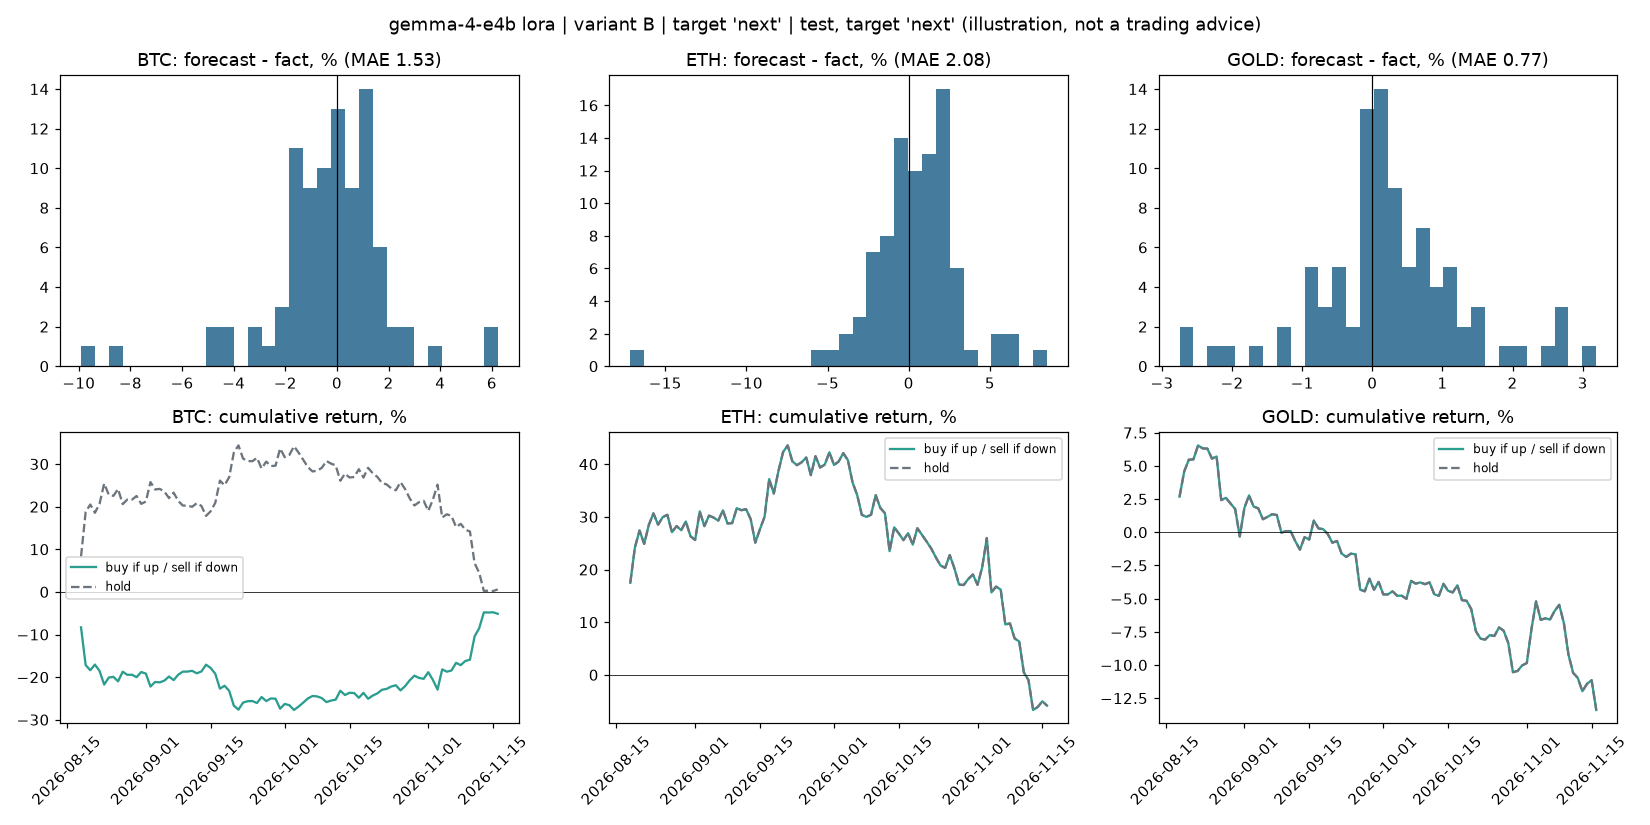 gemma-4-e4b lora | variant B | target 'next' | test, target 'next' (illustration, not a trading advice)
BTC: forecast - fact, % (MAE 1.53)
14
12
10
8
6
4
2
0
−10 −8 −6 −4 −2 0 2 4 6
ETH: forecast - fact, % (MAE 2.08)
16
14
12
10
8
6
4
2
0
−15 −10 −5 0 5
GOLD: forecast - fact, % (MAE 0.77)
14
12
10
8
6
4
2
0
−3 −2 −1 0 1 2 3
BTC: cumulative return, %
30
20
10
0
−10
−20
−30
buy if up / sell if down
hold
2026-08-15 2026-09-01 2026-09-15 2026-10-01 2026-10-15 2026-11-01 2026-11-15
ETH: cumulative return, %
40
30
20
10
0
buy if up / sell if down
hold
2026-08-15 2026-09-01 2026-09-15 2026-10-01 2026-10-15 2026-11-01 2026-11-15
GOLD: cumulative return, %
7.5
5.0
2.5
0.0
−2.5
−5.0
−7.5
−10.0
−12.5
buy if up / sell if down
hold
2026-08-15 2026-09-01 2026-09-15 2026-10-01 2026-10-15 2026-11-01 2026-11-15